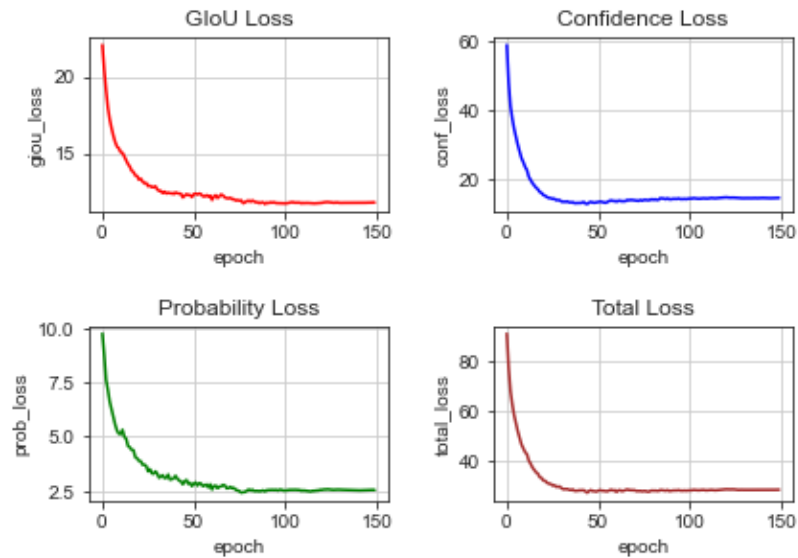 GIoU Loss
giou_loss
20
15
0 50 100 150
epoch
Confidence Loss
conf_loss
60
40
20
0 50 100 150
epoch
Probability Loss
prob_loss
10.0
7.5
5.0
2.5
0 50 100 150
epoch
Total Loss
total_loss
80
60
40
0 50 100 150
epoch